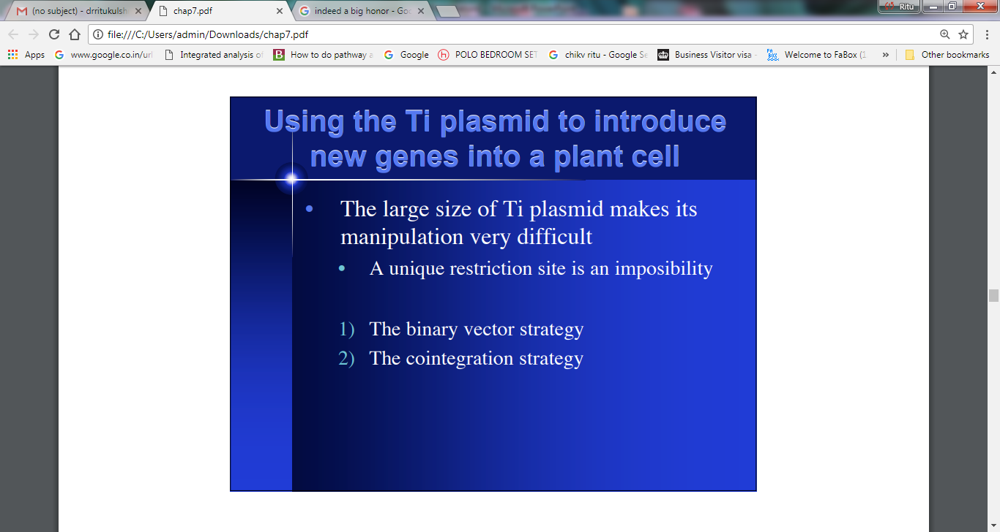 (no subject) - drritukulsh
chap7.pdf
indeed a big honor - Goo
Ritu
file:///C:/Users/admin/Downloads/chap7.pdf
Apps
www.google.co.in/url
Integrated analysis of
How to do pathway a
Google
POLO BEDROOM SET
chikv ritu - Google Se
Business Visitor visa -
FA
BOX
Welcome to FaBox (1
»
Other bookmarks
Using the Ti plasmid to introduce
new genes into a plant cell
• The large size of Ti plasmid makes its
manipulation very difficult
• A unique restriction site is an imposibility
1) The binary vector strategy
2) The cointegration strategy